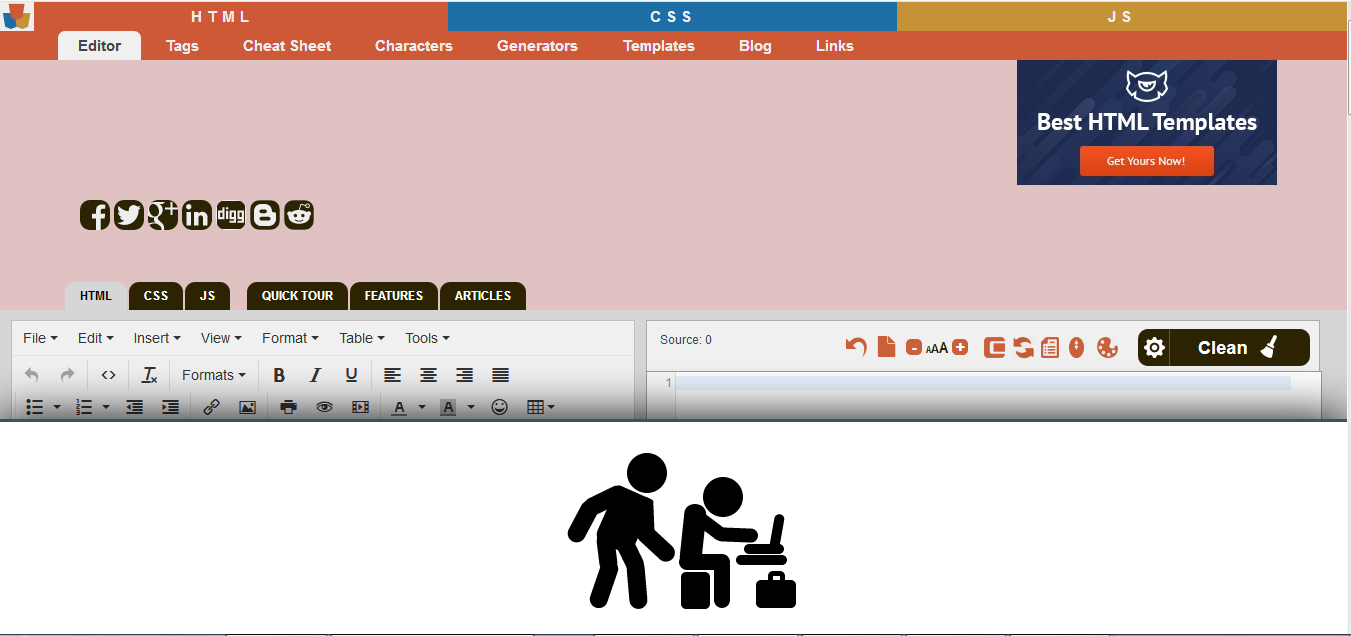 HTML CSS JS
Editor Tags Cheat Sheet Characters Generators Templates Blog Links
Best HTML Templates
Get Yours Now!
digg
HTML CSS JS QUICK TOUR FEATURES ARTICLES
File Edit Insert View Format Table Tools
Source: 0
AAA
Clean
Formats B I U
1
A A